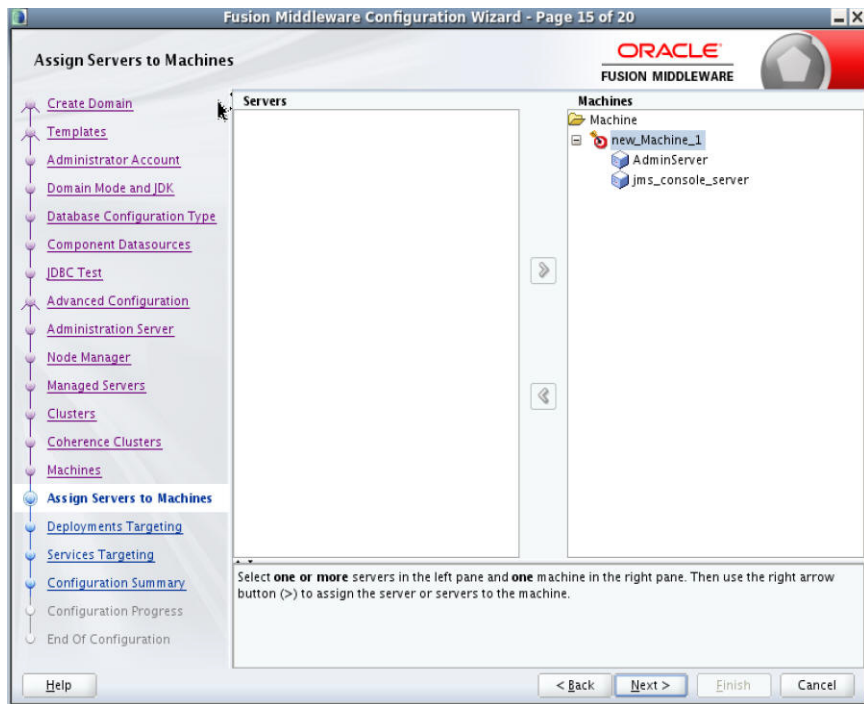 Fusion Middleware Configuration Wizard - Page 15 of 20
Assign Servers to Machines
ORACLE
FUSION MIDDLEWARE
Create Domain
Templates
Administrator Account
Domain Mode and JDK
Database Configuration Type
Component Datasources
JDBC Test
Advanced Configuration
Administration Server
Node Manager
Managed Servers
Clusters
Coherence Clusters
Machines
Assign Servers to Machines
Deployments Targeting
Services Targeting
Configuration Summary
Configuration Progress
End Of Configuration
Servers
Machines
Machine
new_Machine_1
AdminServer
jms_console_server
Select one or more servers in the left pane and one machine in the right pane. Then use the right arrow
button (>) to assign the server or servers to the machine.
Help
< Back
Next >
Finish
Cancel